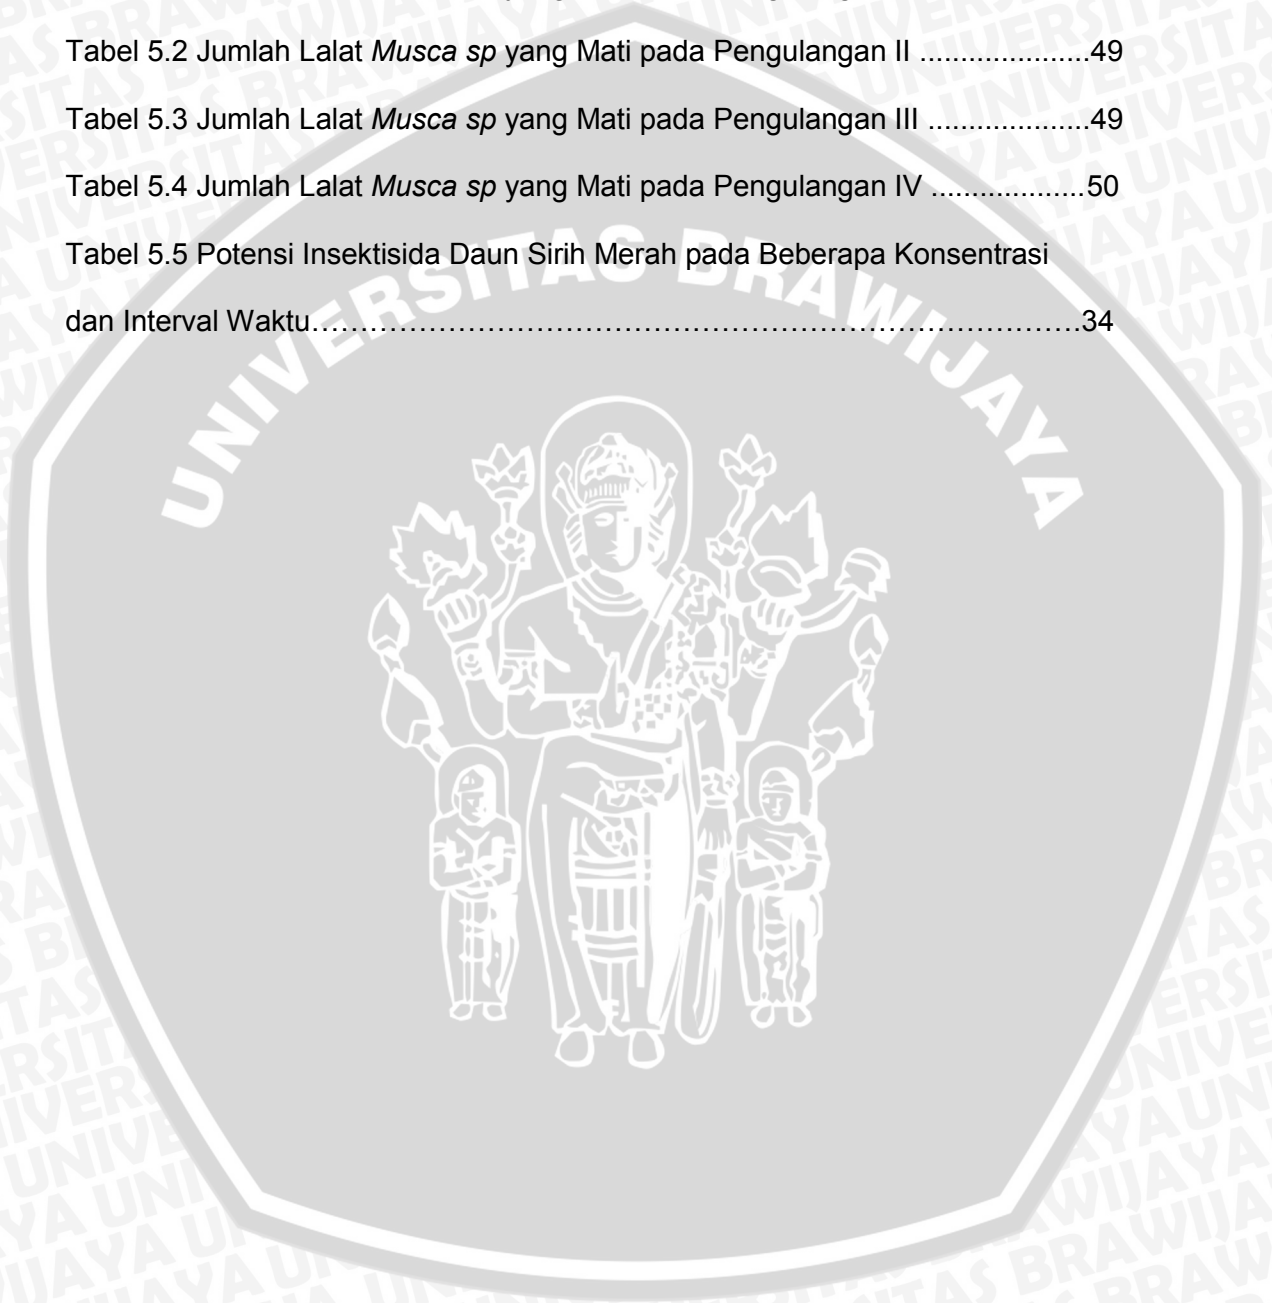 Tabel 5.2 Jumlah Lalat Musca sp yang Mati pada Pengulangan II .....................49
Tabel 5.3 Jumlah Lalat Musca sp yang Mati pada Pengulangan III ....................49
Tabel 5.4 Jumlah Lalat Musca sp yang Mati pada Pengulangan IV ...................50
Tabel 5.5 Potensi Insektisida Daun Sirih Merah pada Beberapa Konsentrasi
dan Interval Waktu……………………………………………………………………….34
UNIVERSITAS BRAWIJAYA